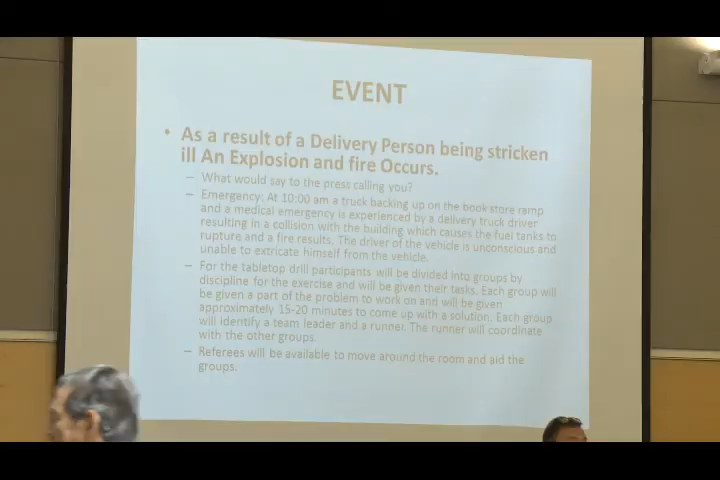 EVENT
• As a result of a Delivery Person being stricken
ill An Explosion and fire Occurs.
– What would say to the press calling you?
– Emergency: At 10:00 am a truck backing up on the book store ramp
and a medical emergency is experienced by a delivery truck driver
resulting in a collision with the building which causes the fuel tanks to
rupture and a fire results. The driver of the vehicle is unconscious and
unable to extricate himself from the vehicle.
– For the tabletop drill participants will be divided into groups by
discipline for the exercise and will be given their tasks. Each group will
be given a part of the problem to work on and will be given
approximately 15-20 minutes to come up with a solution. Each group
will identify a team leader and a runner. The runner will coordinate
with the other groups.
– Referees will be available to move around the room and aid the
groups.